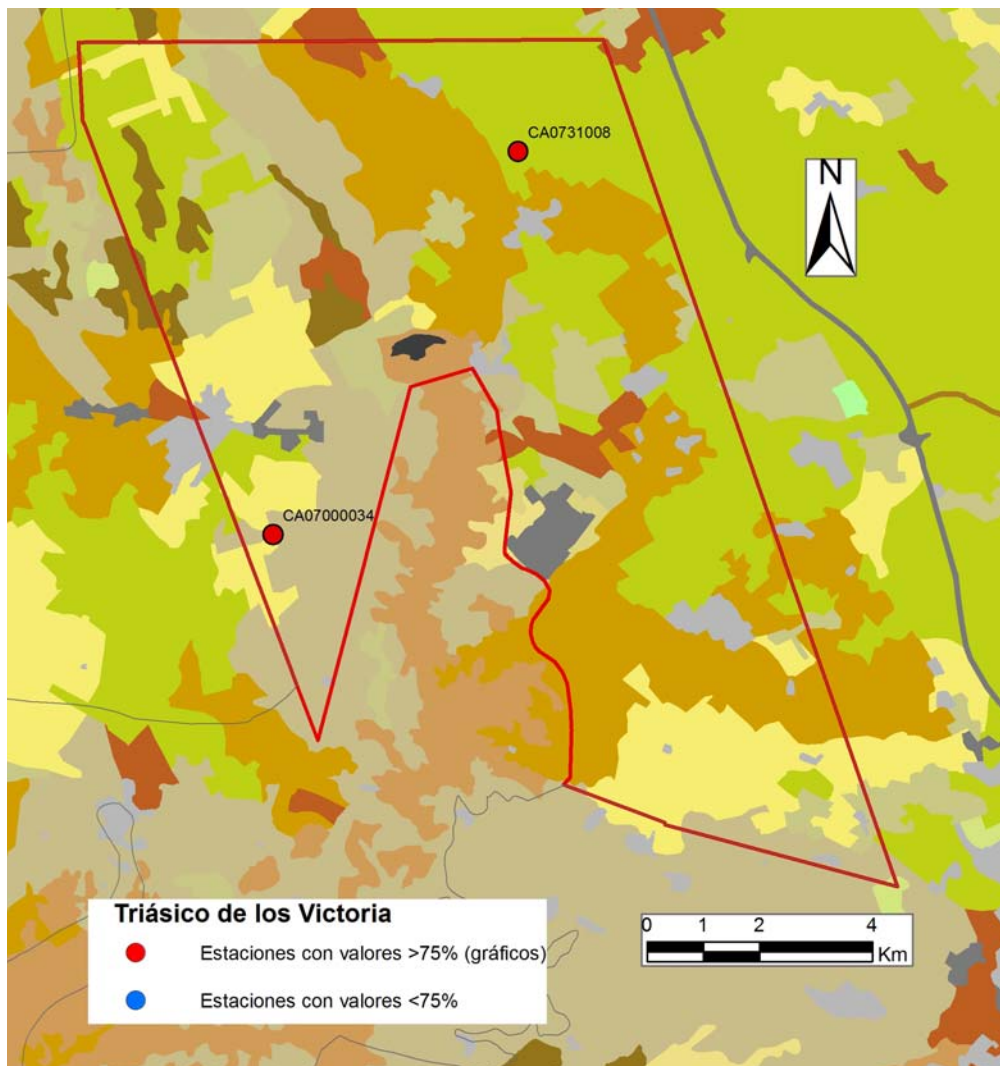 CA0731008
N
CA07000034
Triásico de los Victoria
Estaciones con valores >75% (gráficos)
Estaciones con valores <75%
0 1 2 4
Km